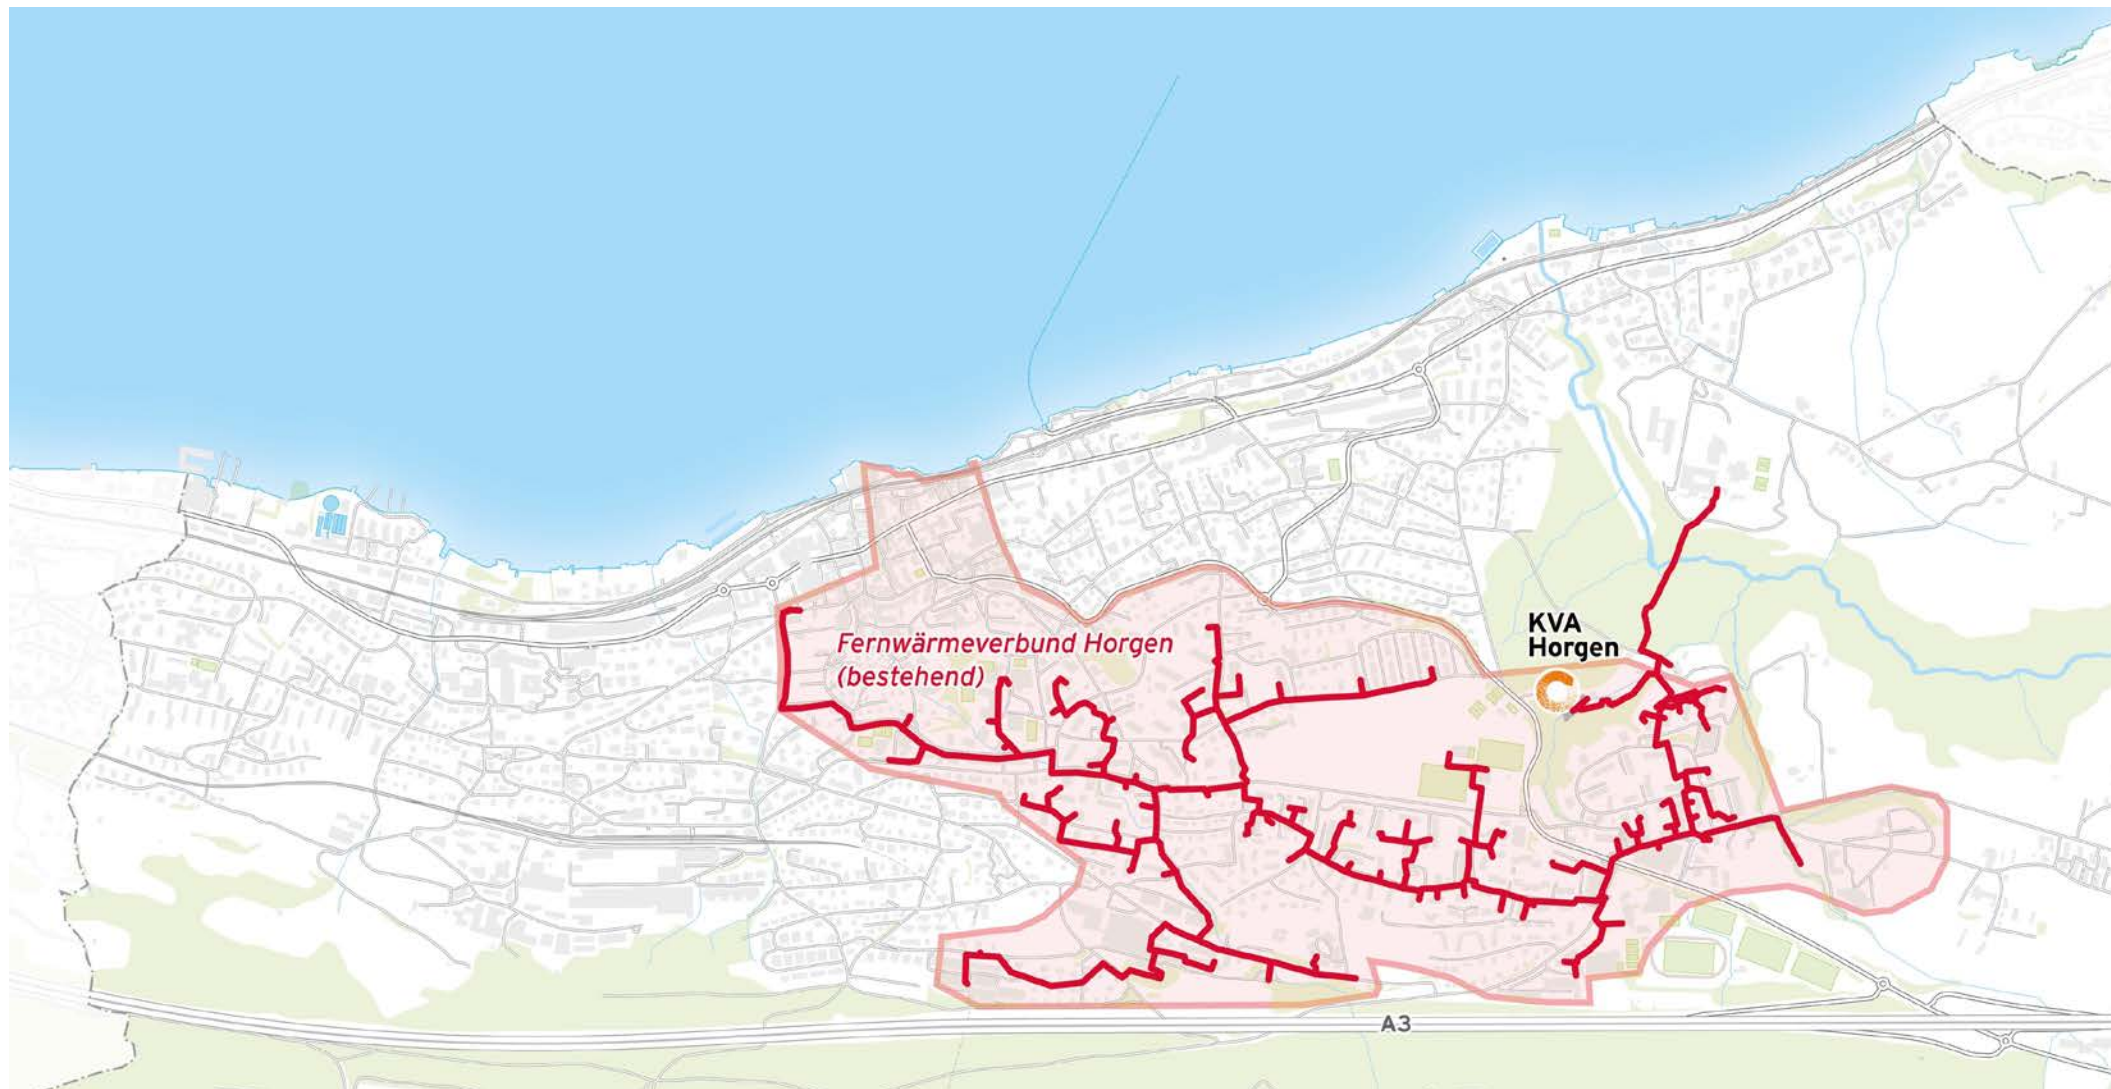 KVA
Horgen
Fernwärmeverbund Horgen
(bestehend)
A3